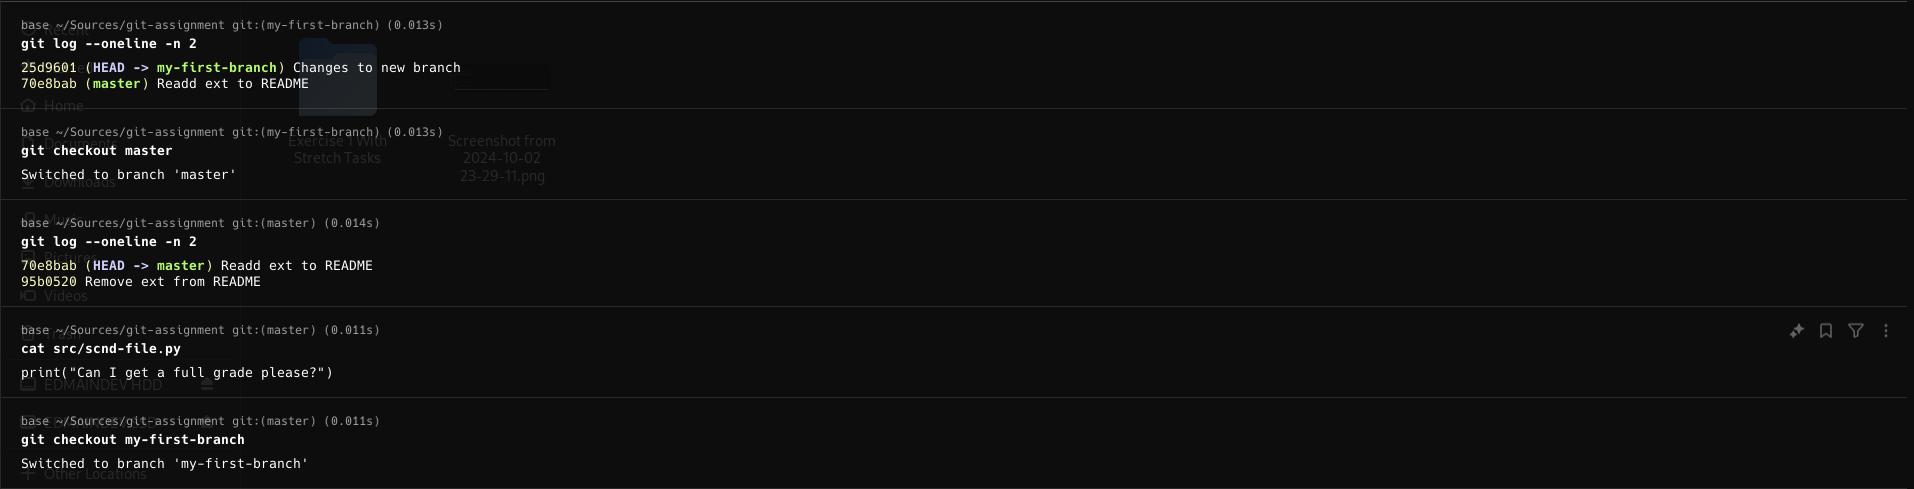 base ~/Sources/git-assignment git:(my-first-branch) (0.013s)
Recent
git log --oneline -n 2
25d9601 (HEAD -> my-first-branch) Changes to new branch
70e8bab (master) Readd ext to README
Home
base ~/Sources/git-assignment git:(my-first-branch) (0.013s)
Documents
Exercise 1 With
Stretch Tasks
Screenshot from
2024-10-02
23-29-11.png
git checkout master
Switched to branch 'master'
Downloads
base ~/Sources/git-assignment git:(master) (0.014s)
Music
git log --oneline -n 2
Pictures
70e8bab (HEAD -> master) Readd ext to README
95b0520 Remove ext from README
Videos
base ~/Sources/git-assignment git:(master) (0.011s)
Trash
cat src/scnd-file.py
print("Can I get a full grade please?")
EDMAINDEV HDD
base ~/Sources/git-assignment git:(master) (0.011s)
git checkout my-first-branch
Switched to branch 'my-first-branch'
Other Locations